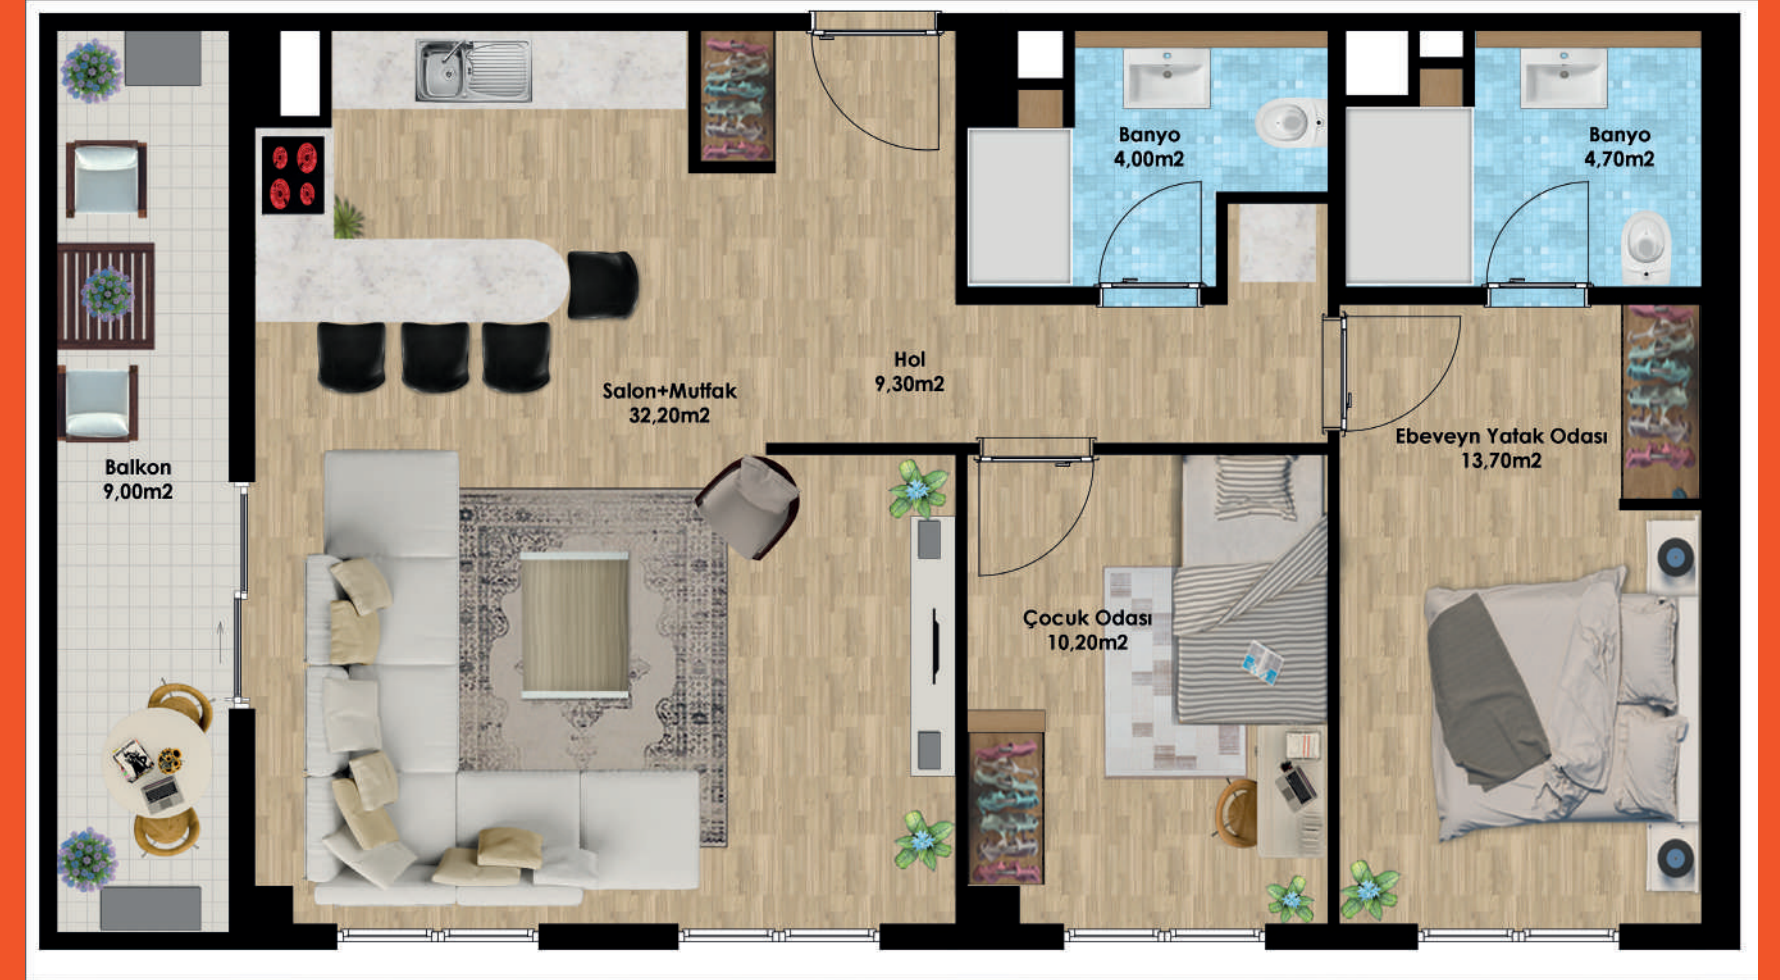 Banyo
4,00m2
Banyo
4,70m2
Hol
9,30m2
Salon+Mutfak
32,20m2
Ebeveyn Yatak Odası
13,70m2
Balkon
9,00m2
Çocuk Odası
10,20m2